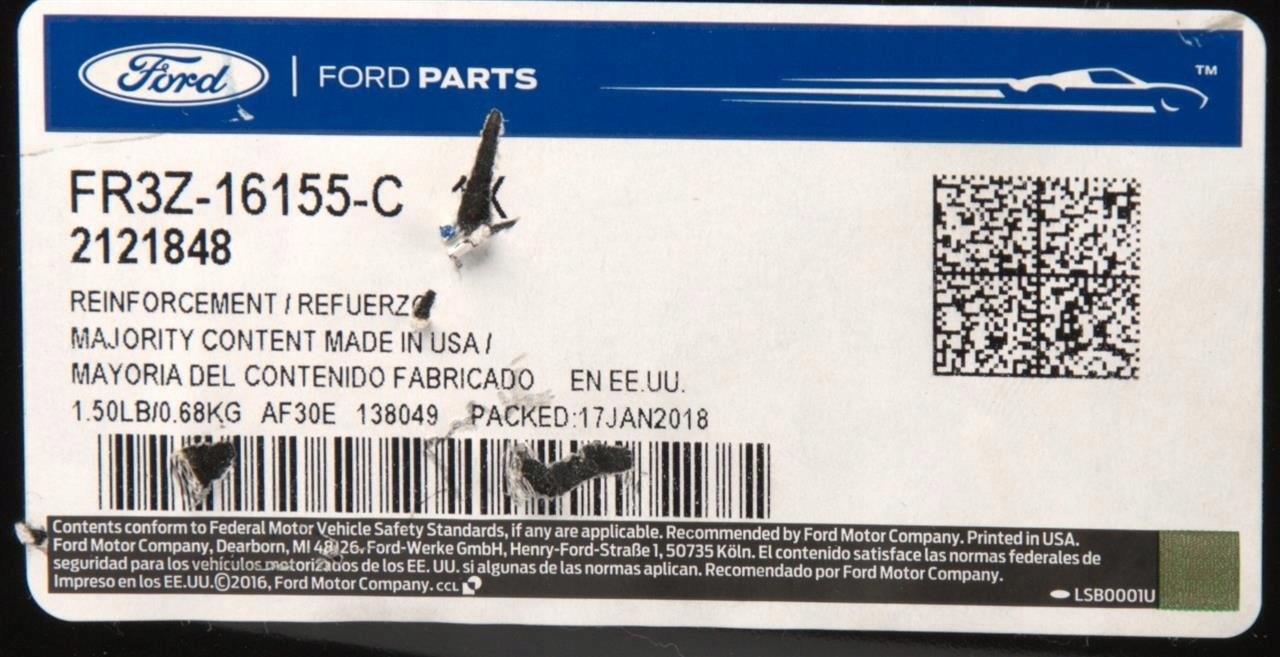 Ford | FORD PARTS ™
FR3Z-16155-C
2121848
REINFORCEMENT / REFUERZO
MAJORITY CONTENT MADE IN USA /
MAYORIA DEL CONTENIDO FABRICADO EN EE.UU.
1.50LB/0.68KG AF30E 138049 PACKED:17JAN2018
Contents conform to Federal Motor Vehicle Safety Standards, if any are applicable. Recommended by Ford Motor Company. Printed in USA.
Ford Motor Company, Dearborn, MI 48126. Ford-Werke GmbH, Henry-Ford-Straße 1, 50735 Köln. El contenido satisface las normas federales de
seguridad para los vehículos motorizados de los EE. UU. si algunas de las normas aplican. Recomendado por Ford Motor Company.
Impreso en los EE.UU.©2016, Ford Motor Company. CCL
LSB0001U